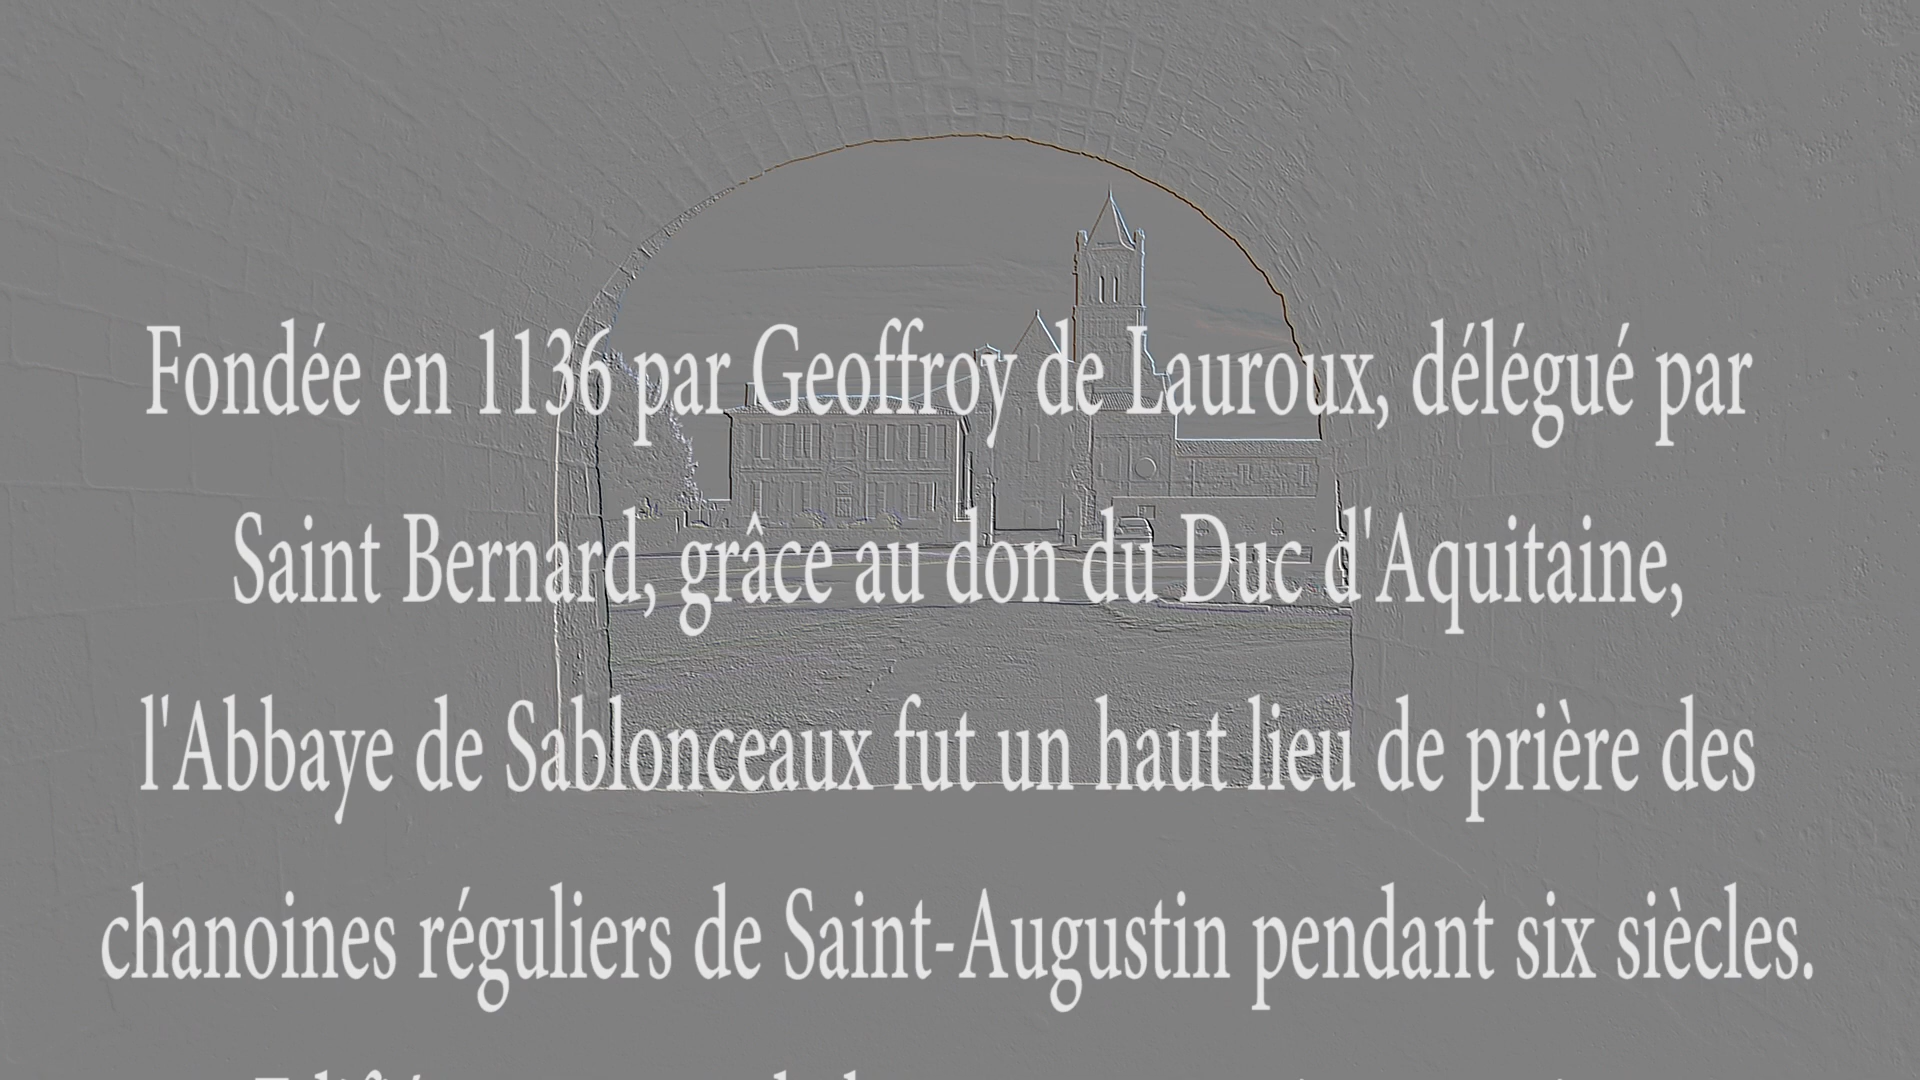 Fondée en 1136 par Geoffroy de Lauroux, délégué par
Saint Bernard, grâce au don du Duc d'Aquitaine,
l'Abbaye de Sablonceaux fut un haut lieu de prière des
chanoines réguliers de Saint-Augustin pendant six siècles.